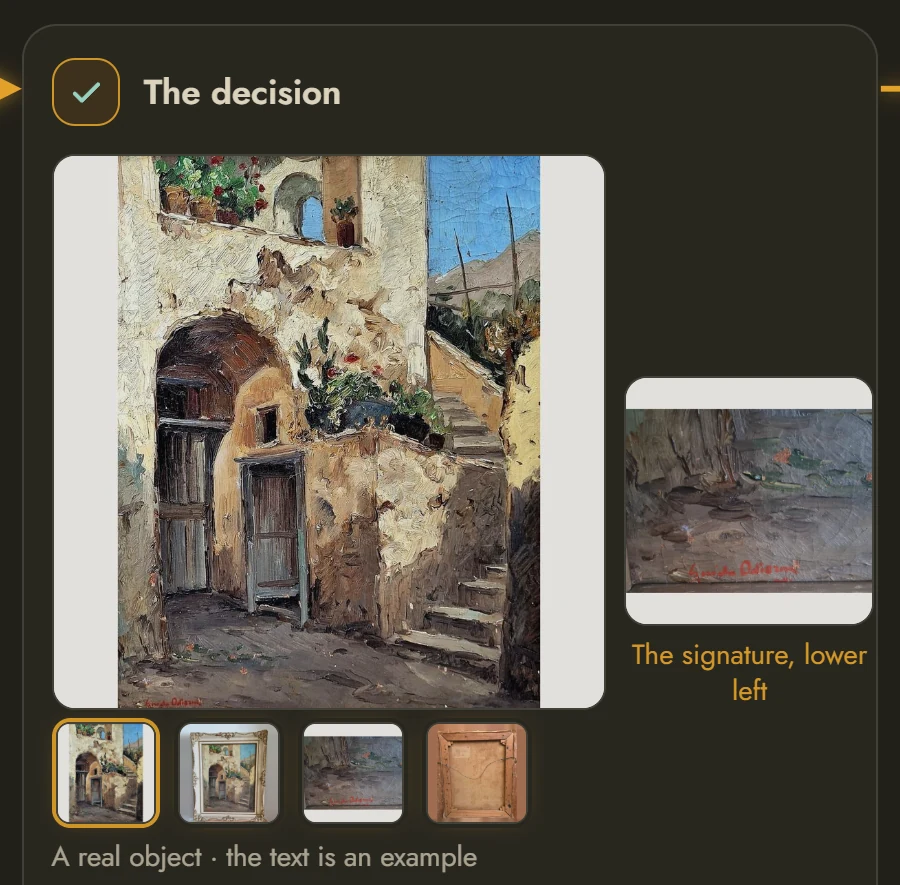 The decision
The signature, lower
left
A real object · the text is an example